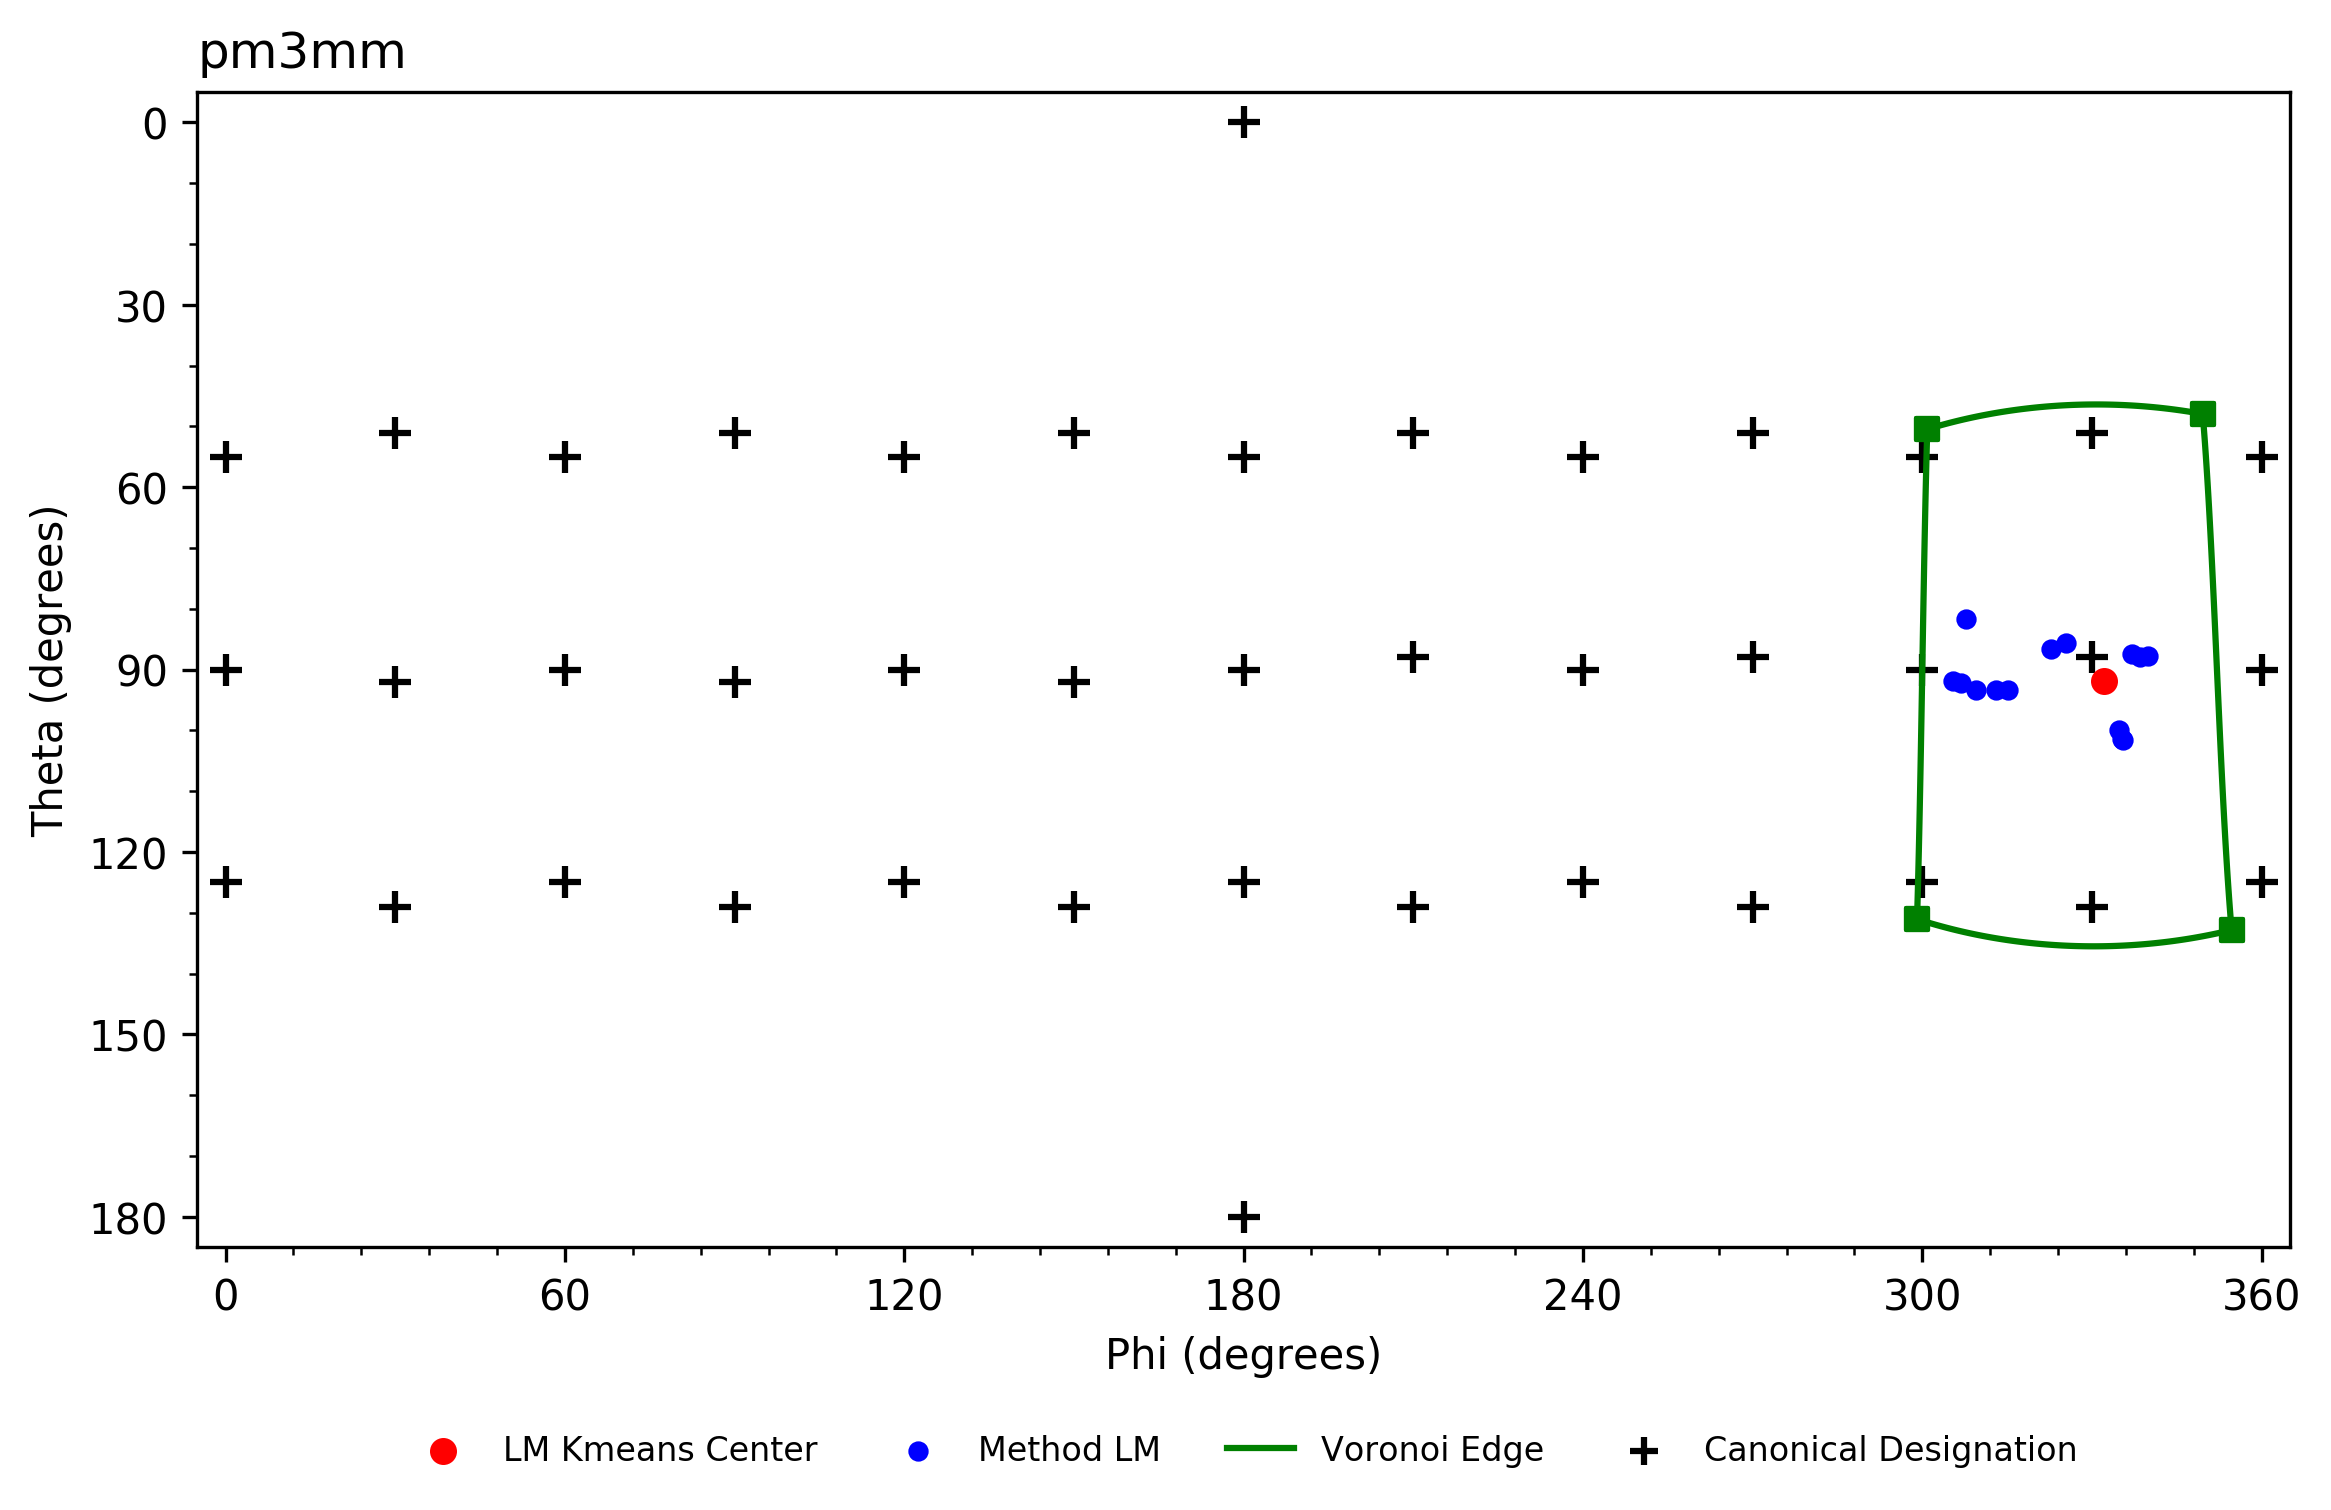 pm3mm
0
30
60
90
120
150
180
Theta (degrees)
0 60 120 180 240 300 360
Phi (degrees)
LM Kmeans Center Method LM Voronoi Edge Canonical Designation